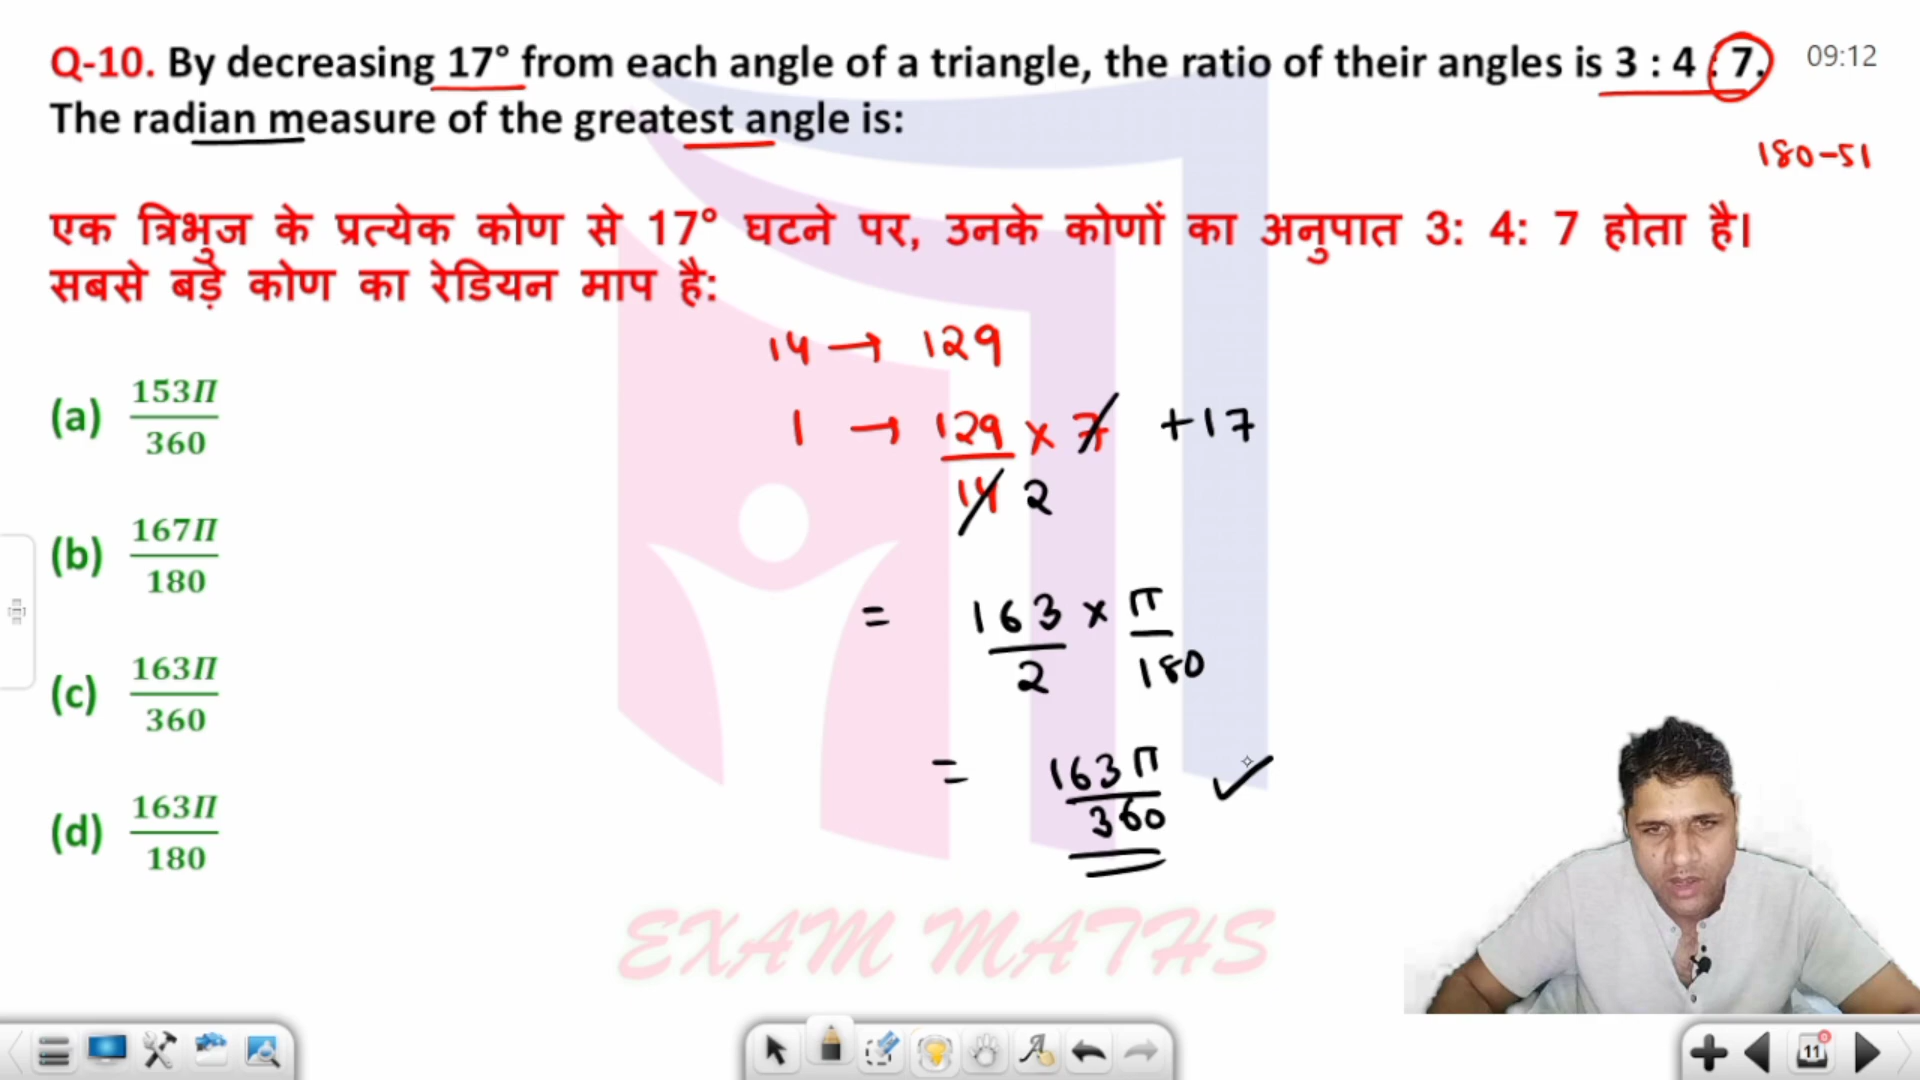 Q-10. By decreasing 17° from each angle of a triangle, the ratio of their angles is 3 : 4 : 7.
09:12
The radian measure of the greatest angle is:
180-51
एक त्रिभुज के प्रत्येक कोण से 17° घटने पर, उनके कोणों का अनुपात 3: 4: 7 होता है।
सबसे बड़े कोण का रेडियन माप है:
14 → 129
(a) 153Π/360
1 → 129/14 × 7 +17
2
(b) 167Π/180
= 163/2 × π/180
(c) 163Π/360
= 163π/360 ✓
(d) 163Π/180
EXAM MATHS
11
0